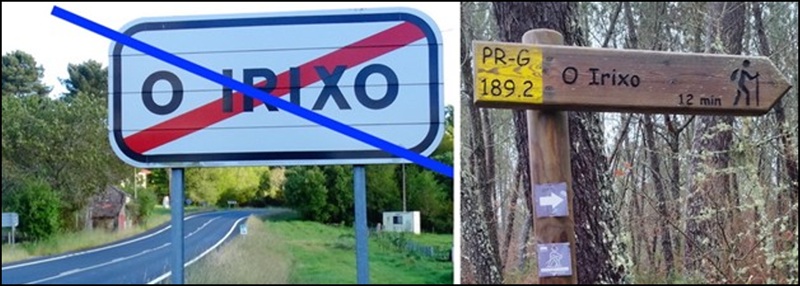 O IRIXO
PR-G
189.2
O Irixo
12 min